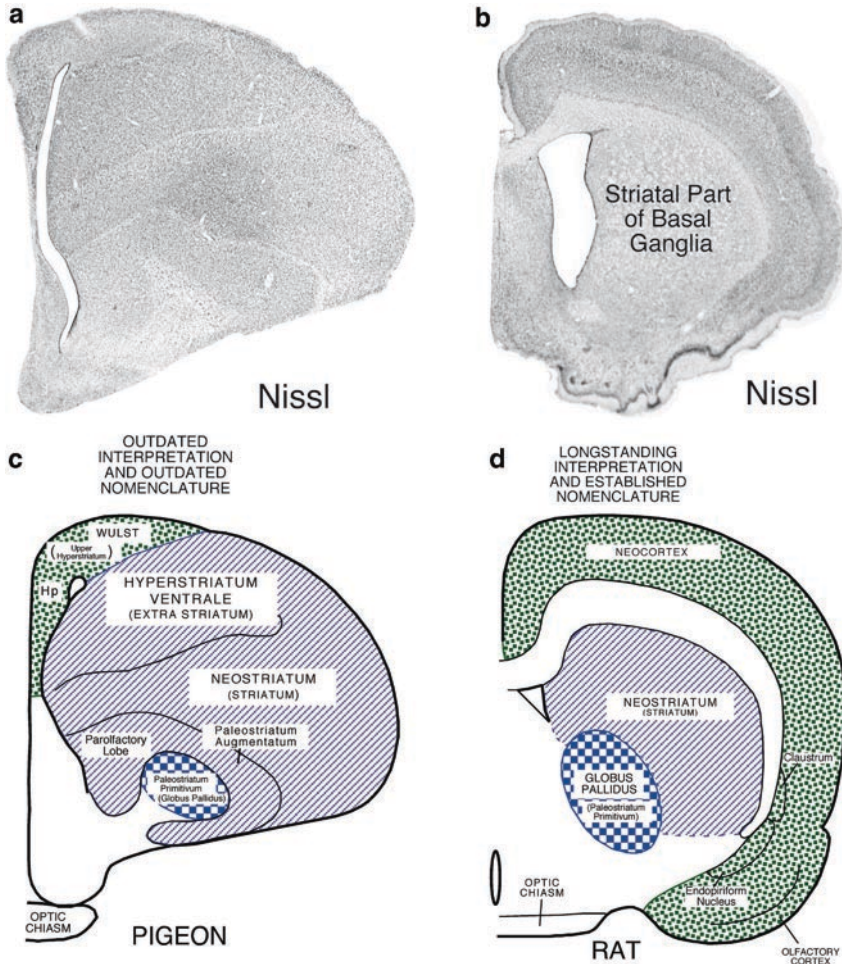 a
b
Striatal Part
of Basal
Ganglia
Nissl
Nissl
c
OUTDATED
INTERPRETATION
AND OUTDATED
NOMENCLATURE
d
LONGSTANDING
INTERPRETATION
AND ESTABLISHED
NOMENCLATURE
WULST
(Upper
Hyperstriatum)
Hp
HYPERSTRIATUM
VENTRALE
(EXTRA STRIATUM)
NEOSTRIATUM
(STRIATUM)
Parolfactory
Lobe
Paleostriatum
Augmentatum
Paleostriatum
Primitivum
(Globus Pallidus)
OPTIC
CHIASM
PIGEON
NEOCORTEX
NEOSTRIATUM
(STRIATUM)
Claustrum
GLOBUS
PALLIDUS
(Paleostriatum
Primitivum)
Endopiriform
Nucleus
OPTIC
CHIASM
RAT
OLFACTORY
CORTEX